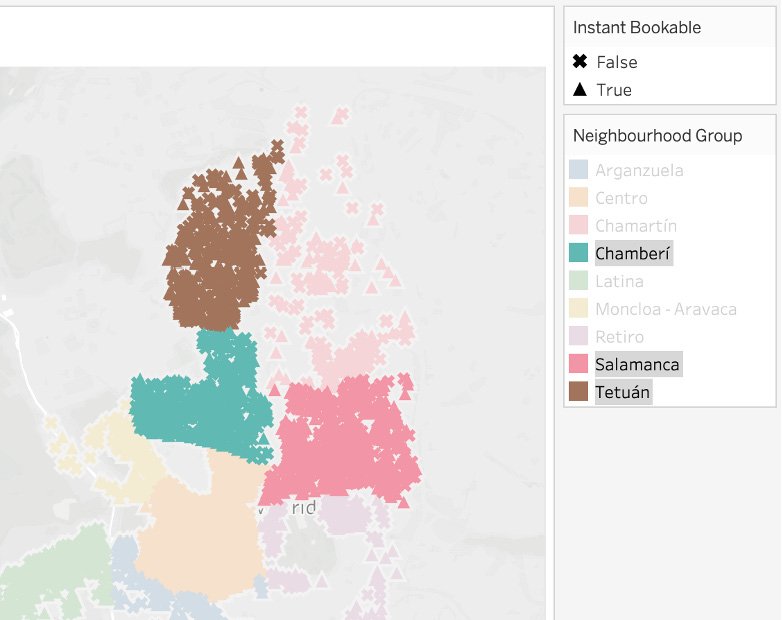 Instant Bookable
False
True
Neighbourhood Group
Arganzuela
Centro
Chamartín
Chamberí
Latina
Moncloa - Aravaca
Retiro
Salamanca
Tetuán
rid